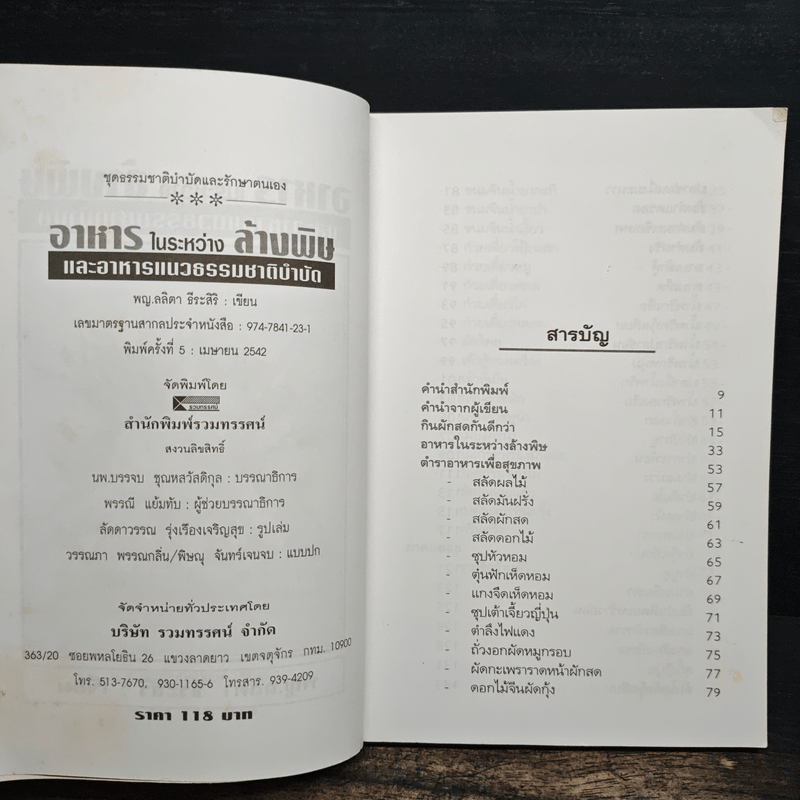 ชุดธรรมชาติบำบัดและรักษาตนเอง
***
อาหาร ในระหว่าง ล้างพิษ
และอาหารแนวธรรมชาติบำบัด
พญ.ลลิตา ธีระสิริ : เขียน
เลขมาตรฐานสากลประจำหนังสือ : 974-7841-23-1
พิมพ์ครั้งที่ 5 : เมษายน 2542
จัดพิมพ์โดย
รวมทรรศน์
สำนักพิมพ์รวมทรรศน์
สงวนลิขสิทธิ์
นพ.บรรจบ ชุณหสวัสดิกุล : บรรณาธิการ
พรรณี แย้มทับ : ผู้ช่วยบรรณาธิการ
ลัดดาวรรณ รุ่งเรืองเจริญสุข : รูปเล่ม
วรรณภา พรรณกลิ่น/พิษณุ จันทร์เจนจบ : แบบปก
จัดจำหน่ายทั่วประเทศโดย
บริษัท รวมทรรศน์ จำกัด
363/20 ซอยพหลโยธิน 26 แขวงลาดยาว เขตจตุจักร กทม. 10900
โทร. 513-7670, 930-1165-6 โทรสาร. 939-4209
ราคา 118 บาท
สารบัญ
คำนำสำนักพิมพ์ 9
คำนำจากผู้เขียน 11
กินผักสดกันดีกว่า 15
อาหารในระหว่างล้างพิษ 33
ตำราอาหารเพื่อสุขภาพ 53
- สลัดผลไม้ 57
- สลัดมันฝรั่ง 59
- สลัดผักสด 61
- สลัดดอกไม้ 63
- ซุปหัวหอม 65
- ตุ๋นฟักเห็ดหอม 67
- แกงจืดเห็ดหอม 69
- ซุปเต้าเจี้ยวญี่ปุ่น 71
- ตำลึงไฟแดง 73
- ถั่วงอกผัดหมูกรอบ 75
- ผัดกะเพราราดหน้าผักสด 77
- ดอกไม้จีนผัดกุ้ง 79